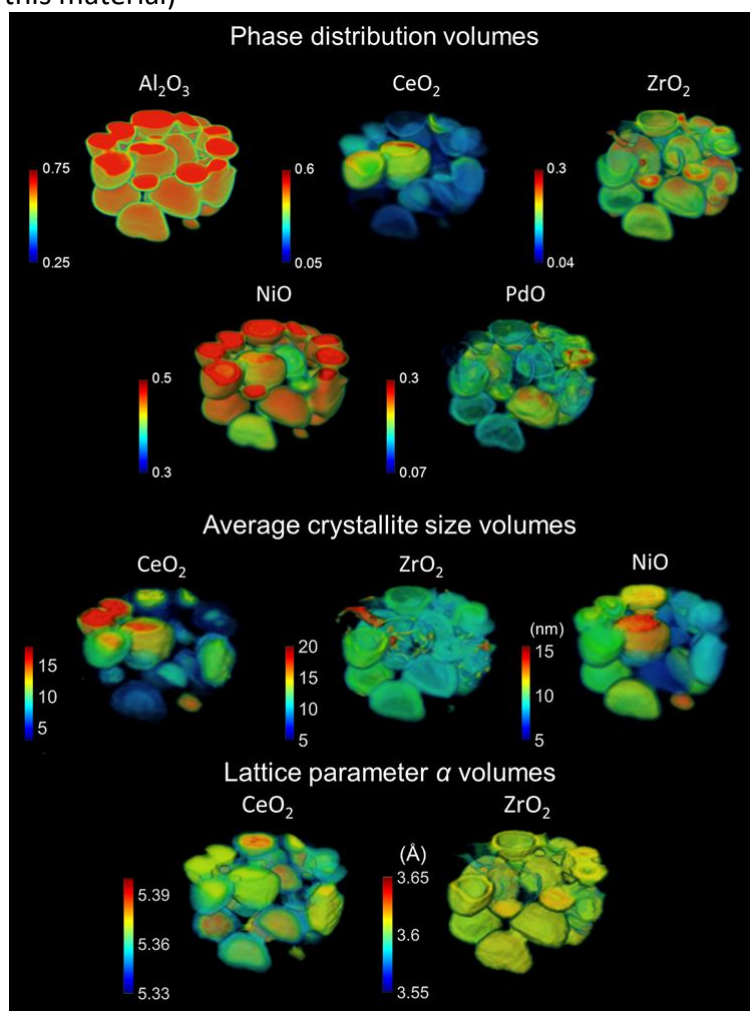 this material)
Phase distribution volumes
Al₂O₃ CeO₂ ZrO₂
0.75 0.6 0.3
0.25 0.05 0.04
NiO PdO
0.5 0.3
0.3 0.07
Average crystallite size volumes
CeO₂ ZrO₂ NiO
(nm)
15 20 15
10 15 10
5 10 5
5
Lattice parameter α volumes
CeO₂ ZrO₂
(Å)
5.39 3.65
5.36 3.6
5.33 3.55